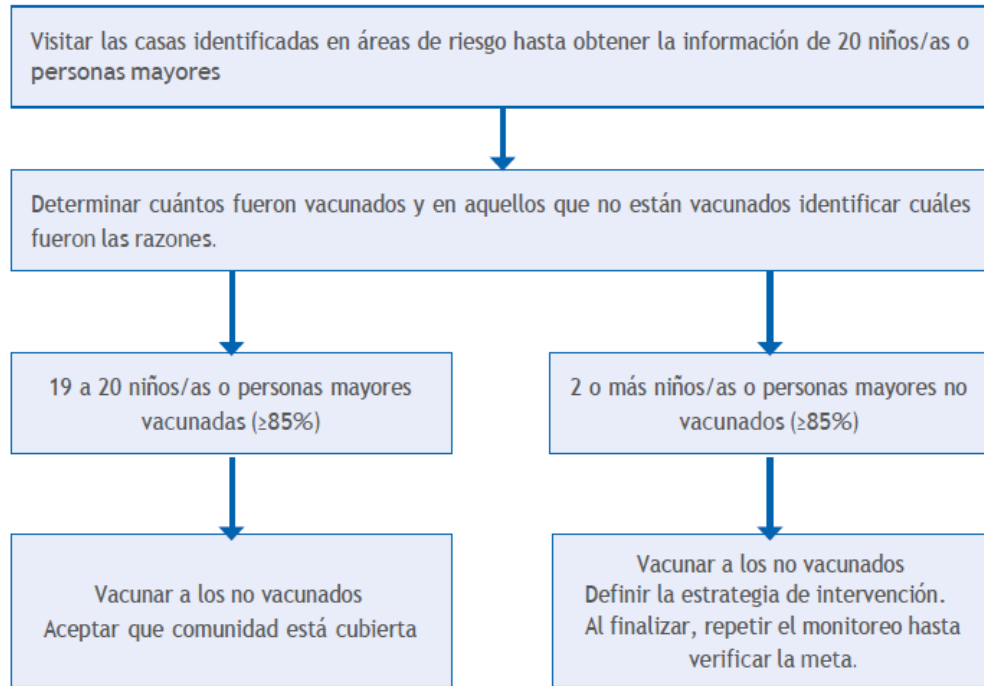 Visitar las casas identificadas en áreas de riesgo hasta obtener la información de 20 niños/as o
personas mayores
Determinar cuántos fueron vacunados y en aquellos que no están vacunados identificar cuáles
fueron las razones.
19 a 20 niños/as o personas mayores
vacunadas (≥85%)
2 o más niños/as o personas mayores no
vacunados (≥85%)
Vacunar a los no vacunados
Aceptar que comunidad está cubierta
Vacunar a los no vacunados
Definir la estrategia de intervención.
Al finalizar, repetir el monitoreo hasta
verificar la meta.